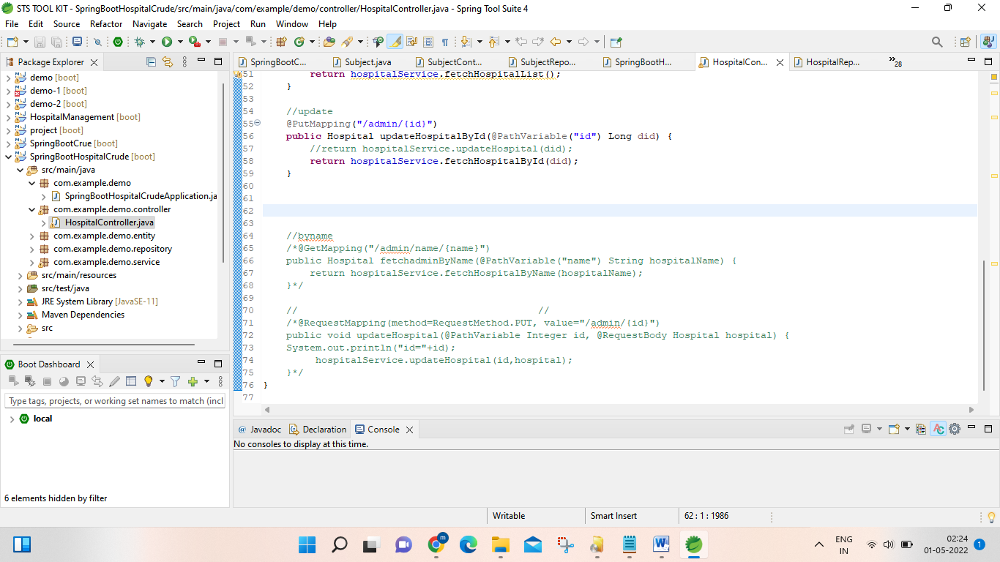 STS TOOL KIT - SpringBootHospitalCrude/src/main/java/com/example/demo/controller/HospitalController.java - Spring Tool Suite 4
File Edit Source Refactor Navigate Search Project Run Window Help
Package Explorer
demo [boot]
demo-1 [boot]
demo-2 [boot]
HospitalManagement [boot]
project [boot]
SpringBootCrue [boot]
SpringBootHospitalCrude [boot]
src/main/java
com.example.demo
SpringBootHospitalCrudeApplication.ja
com.example.demo.controller
HospitalController.java
com.example.demo.entity
com.example.demo.repository
com.example.demo.service
src/main/resources
src/test/java
JRE System Library [JavaSE-11]
Maven Dependencies
src
Boot Dashboard
Type tags, projects, or working set names to match (incl
local
6 elements hidden by filter
SpringBootC... Subject.java SubjectCont... SubjectRepo... SpringBootH... HospitalCon... HospitalRep... »28
51 return hospitalService.fetchHospitalList();
52 }
53
54 //update
55 @PutMapping("/admin/{id}")
56 public Hospital updateHospitalById(@PathVariable("id") Long did) {
57 //return hospitalService.updateHospital(did);
58 return hospitalService.fetchHospitalById(did);
59 }
60
61
62
63
64 //byname
65 /*@GetMapping("/admin/name/{name}")
66 public Hospital fetchadminByName(@PathVariable("name") String hospitalName) {
67 return hospitalService.fetchHospitalByName(hospitalName);
68 }*/
69
70 // //
71 /*@RequestMapping(method=RequestMethod.PUT, value="/admin/{id}")
72 public void updateHospital(@PathVariable Integer id, @RequestBody Hospital hospital) {
73 System.out.println("id="+id);
74 hospitalService.updateHospital(id,hospital);
75 }*/
76 }
77
@ Javadoc Declaration Console
No consoles to display at this time.
Writable Smart Insert 62 : 1 : 1986
ENG
IN
02:24
01-05-2022
1